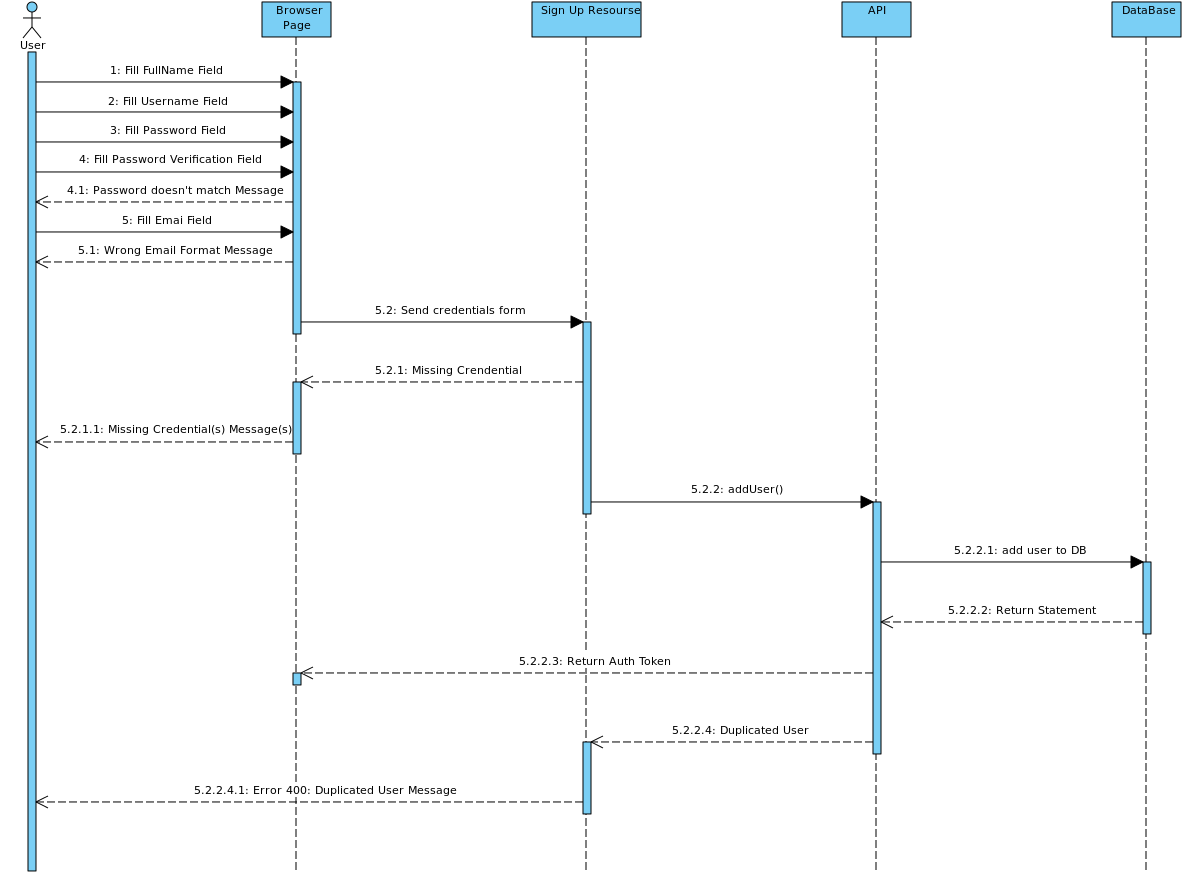 Browser
Page
Sign Up Resourse
API
DataBase
User
1: Fill FullName Field
2: Fill Username Field
3: Fill Password Field
4: Fill Password Verification Field
4.1: Password doesn't match Message
5: Fill Emai Field
5.1: Wrong Email Format Message
5.2: Send credentials form
5.2.1: Missing Crendential
5.2.1.1: Missing Credential(s) Message(s)
5.2.2: addUser()
5.2.2.1: add user to DB
5.2.2.2: Return Statement
5.2.2.3: Return Auth Token
5.2.2.4: Duplicated User
5.2.2.4.1: Error 400: Duplicated User Message